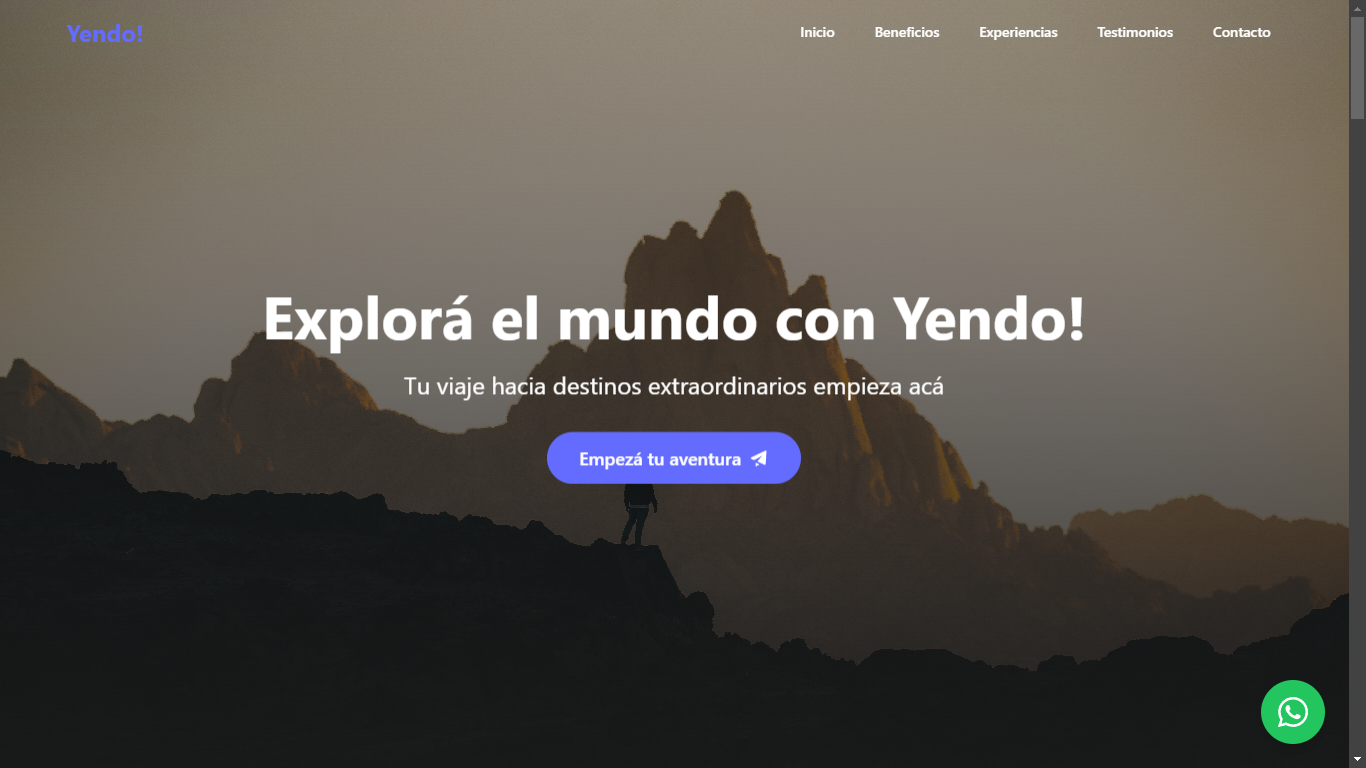 Yendo!
Inicio Beneficios Experiencias Testimonios Contacto
Explorá el mundo con Yendo!
Tu viaje hacia destinos extraordinarios empieza acá
Empezá tu aventura